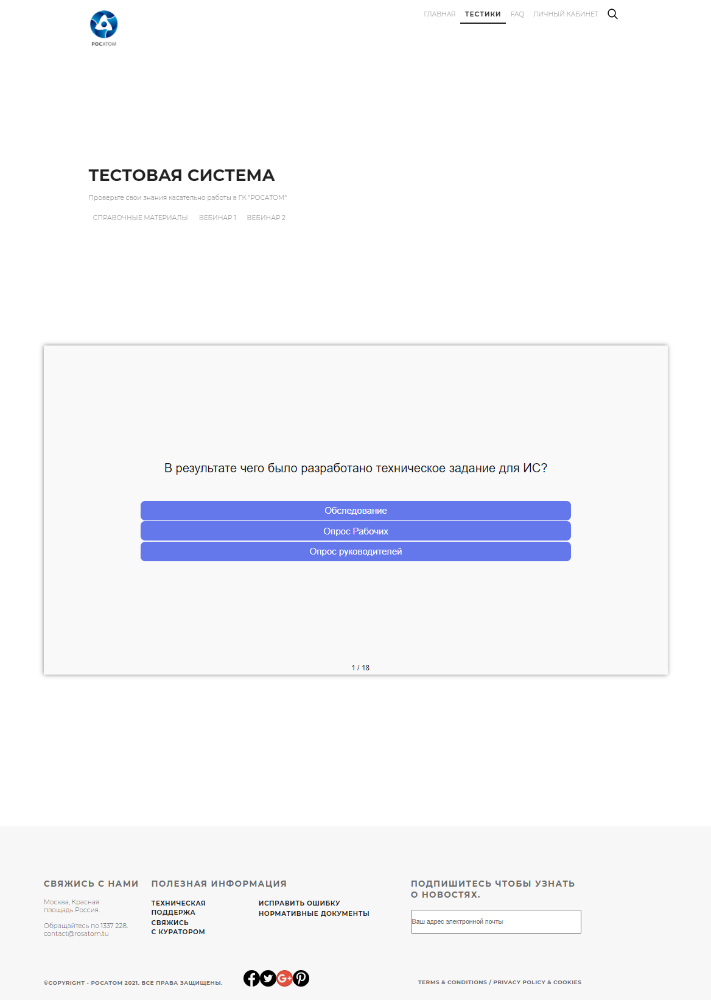 РОСАТОМ
ГЛАВНАЯ ТЕСТИКИ FAQ ЛИЧНЫЙ КАБИНЕТ
ТЕСТОВАЯ СИСТЕМА
Проверьте свои знания касательно работы в ГК "РОСАТОМ"
СПРАВОЧНЫЕ МАТЕРИАЛЫ ВЕБИНАР 1 ВЕБИНАР 2
В результате чего было разработано техническое задание для ИС?
Обследование
Опрос Рабочих
Опрос руководителей
1 / 18
СВЯЖИСЬ С НАМИ
Москва, Красная
площадь Россия.
Обращайтесь по 1337 228.
contact@rosatom.tu
ПОЛЕЗНАЯ ИНФОРМАЦИЯ
ТЕХНИЧЕСКАЯ
ПОДДЕРЖА
СВЯЖИСЬ
С КУРАТОРОМ
ИСПРАВИТЬ ОШИБКУ
НОРМАТИВНЫЕ ДОКУМЕНТЫ
ПОДПИШИТЕСЬ ЧТОБЫ УЗНАТЬ
О НОВОСТЯХ.
Ваш адрес электронной почты
©COPYRIGHT - РОСАТОМ 2021. ВСЕ ПРАВА ЗАЩИЩЕНЫ.
TERMS & CONDITIONS / PRIVACY POLICY & COOKIES